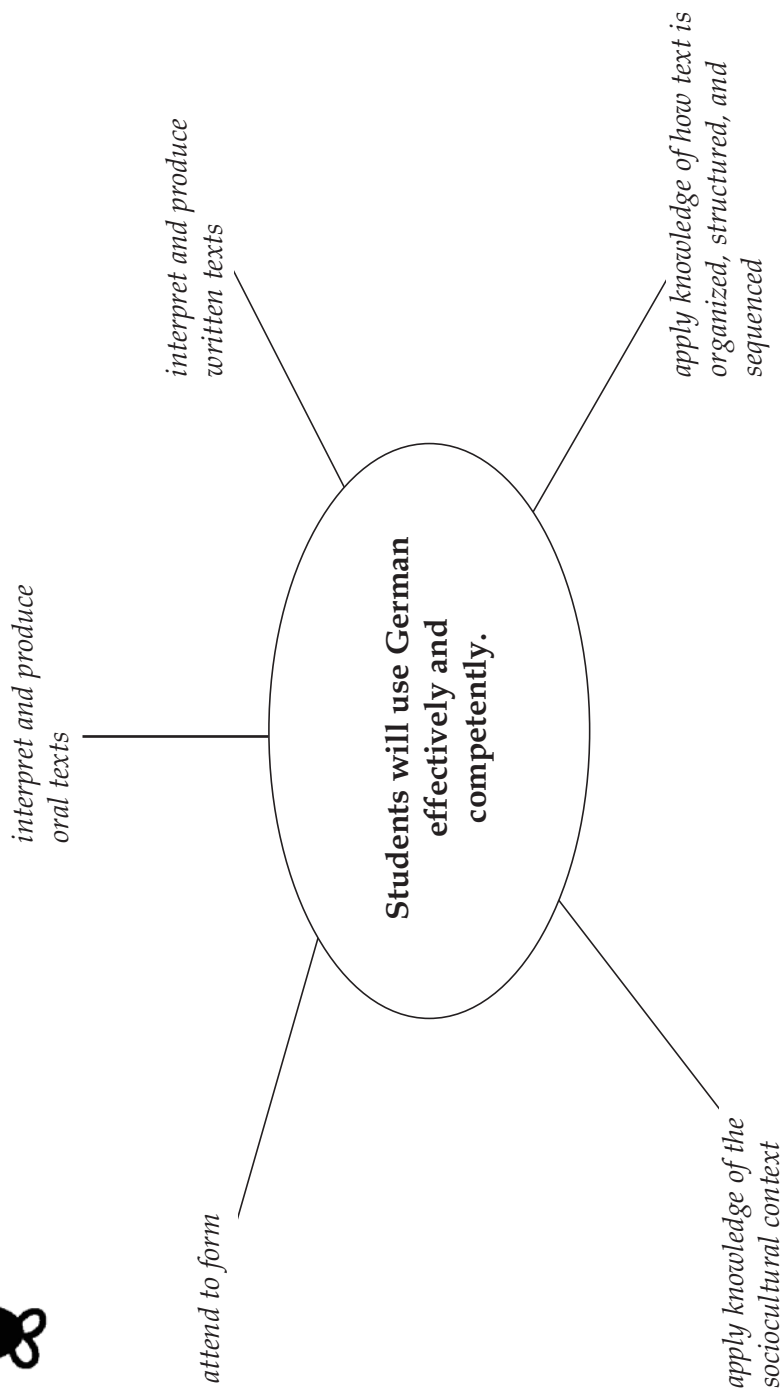 interpret and produce
oral texts
attend to form
interpret and produce
written texts
Students will use German
effectively and
competently.
apply knowledge of the
sociocultural context
apply knowledge of how text is
organized, structured, and
sequenced